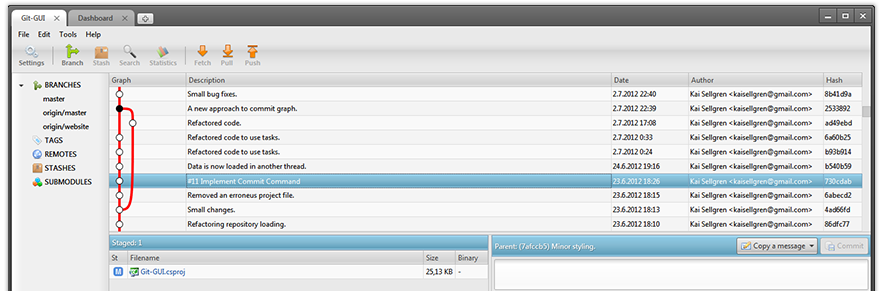 Git-GUI Dashboard
File Edit Tools Help
Settings Branch Stash Search Statistics Fetch Pull Push
BRANCHES
master
origin/master
origin/website
TAGS
REMOTES
STASHES
SUBMODULES
Graph Description Date Author Hash
Small bug fixes. 2.7.2012 22:40 Kai Sellgren <kaisellgren@gmail.com> 8b41d9a
A new approach to commit graph. 2.7.2012 22:39 Kai Sellgren <kaisellgren@gmail.com> 2533892
Refactored code. 2.7.2012 17:08 Kai Sellgren <kaisellgren@gmail.com> ad49ebd
Refactored code to use tasks. 2.7.2012 0:33 Kai Sellgren <kaisellgren@gmail.com> 6a60b25
Refactored code to use tasks. 2.7.2012 0:24 Kai Sellgren <kaisellgren@gmail.com> b93b914
Data is now loaded in another thread. 24.6.2012 19:16 Kai Sellgren <kaisellgren@gmail.com> b540b59
#11 Implement Commit Command 23.6.2012 18:26 Kai Sellgren <kaisellgren@gmail.com> 730cdab
Removed an erroneus project file. 23.6.2012 18:15 Kai Sellgren <kaisellgren@gmail.com> 6abecd2
Small changes. 23.6.2012 18:13 Kai Sellgren <kaisellgren@gmail.com> 4ad66fd
Refactoring repository loading. 23.6.2012 18:10 Kai Sellgren <kaisellgren@gmail.com> 86dfc77
Staged: 1
St Filename Size Binary
M Git-GUI.csproj 25,13 KB -
Parent: (7afccb5) Minor styling. Copy a message Commit